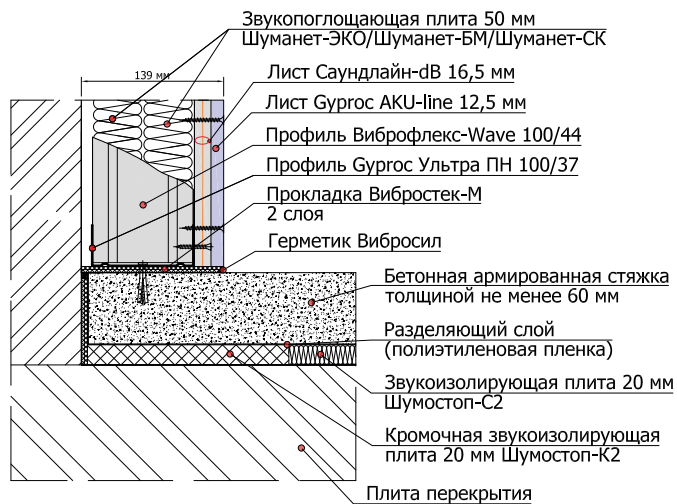 Звукопоглощающая плита 50 мм
Шуманет-ЭКО/Шуманет-БМ/Шуманет-СК
139 мм
Лист Саундлайн-dB 16,5 мм
Лист Gyproc AKU-line 12,5 мм
Профиль Виброфлекс-Wave 100/44
Профиль Gyproc Ультра ПН 100/37
Прокладка Вибростек-М
2 слоя
Герметик Вибросил
Бетонная армированная стяжка
толщиной не менее 60 мм
Разделяющий слой
(полиэтиленовая пленка)
Звукоизолирующая плита 20 мм
Шумостоп-С2
Кромочная звукоизолирующая
плита 20 мм Шумостоп-К2
Плита перекрытия